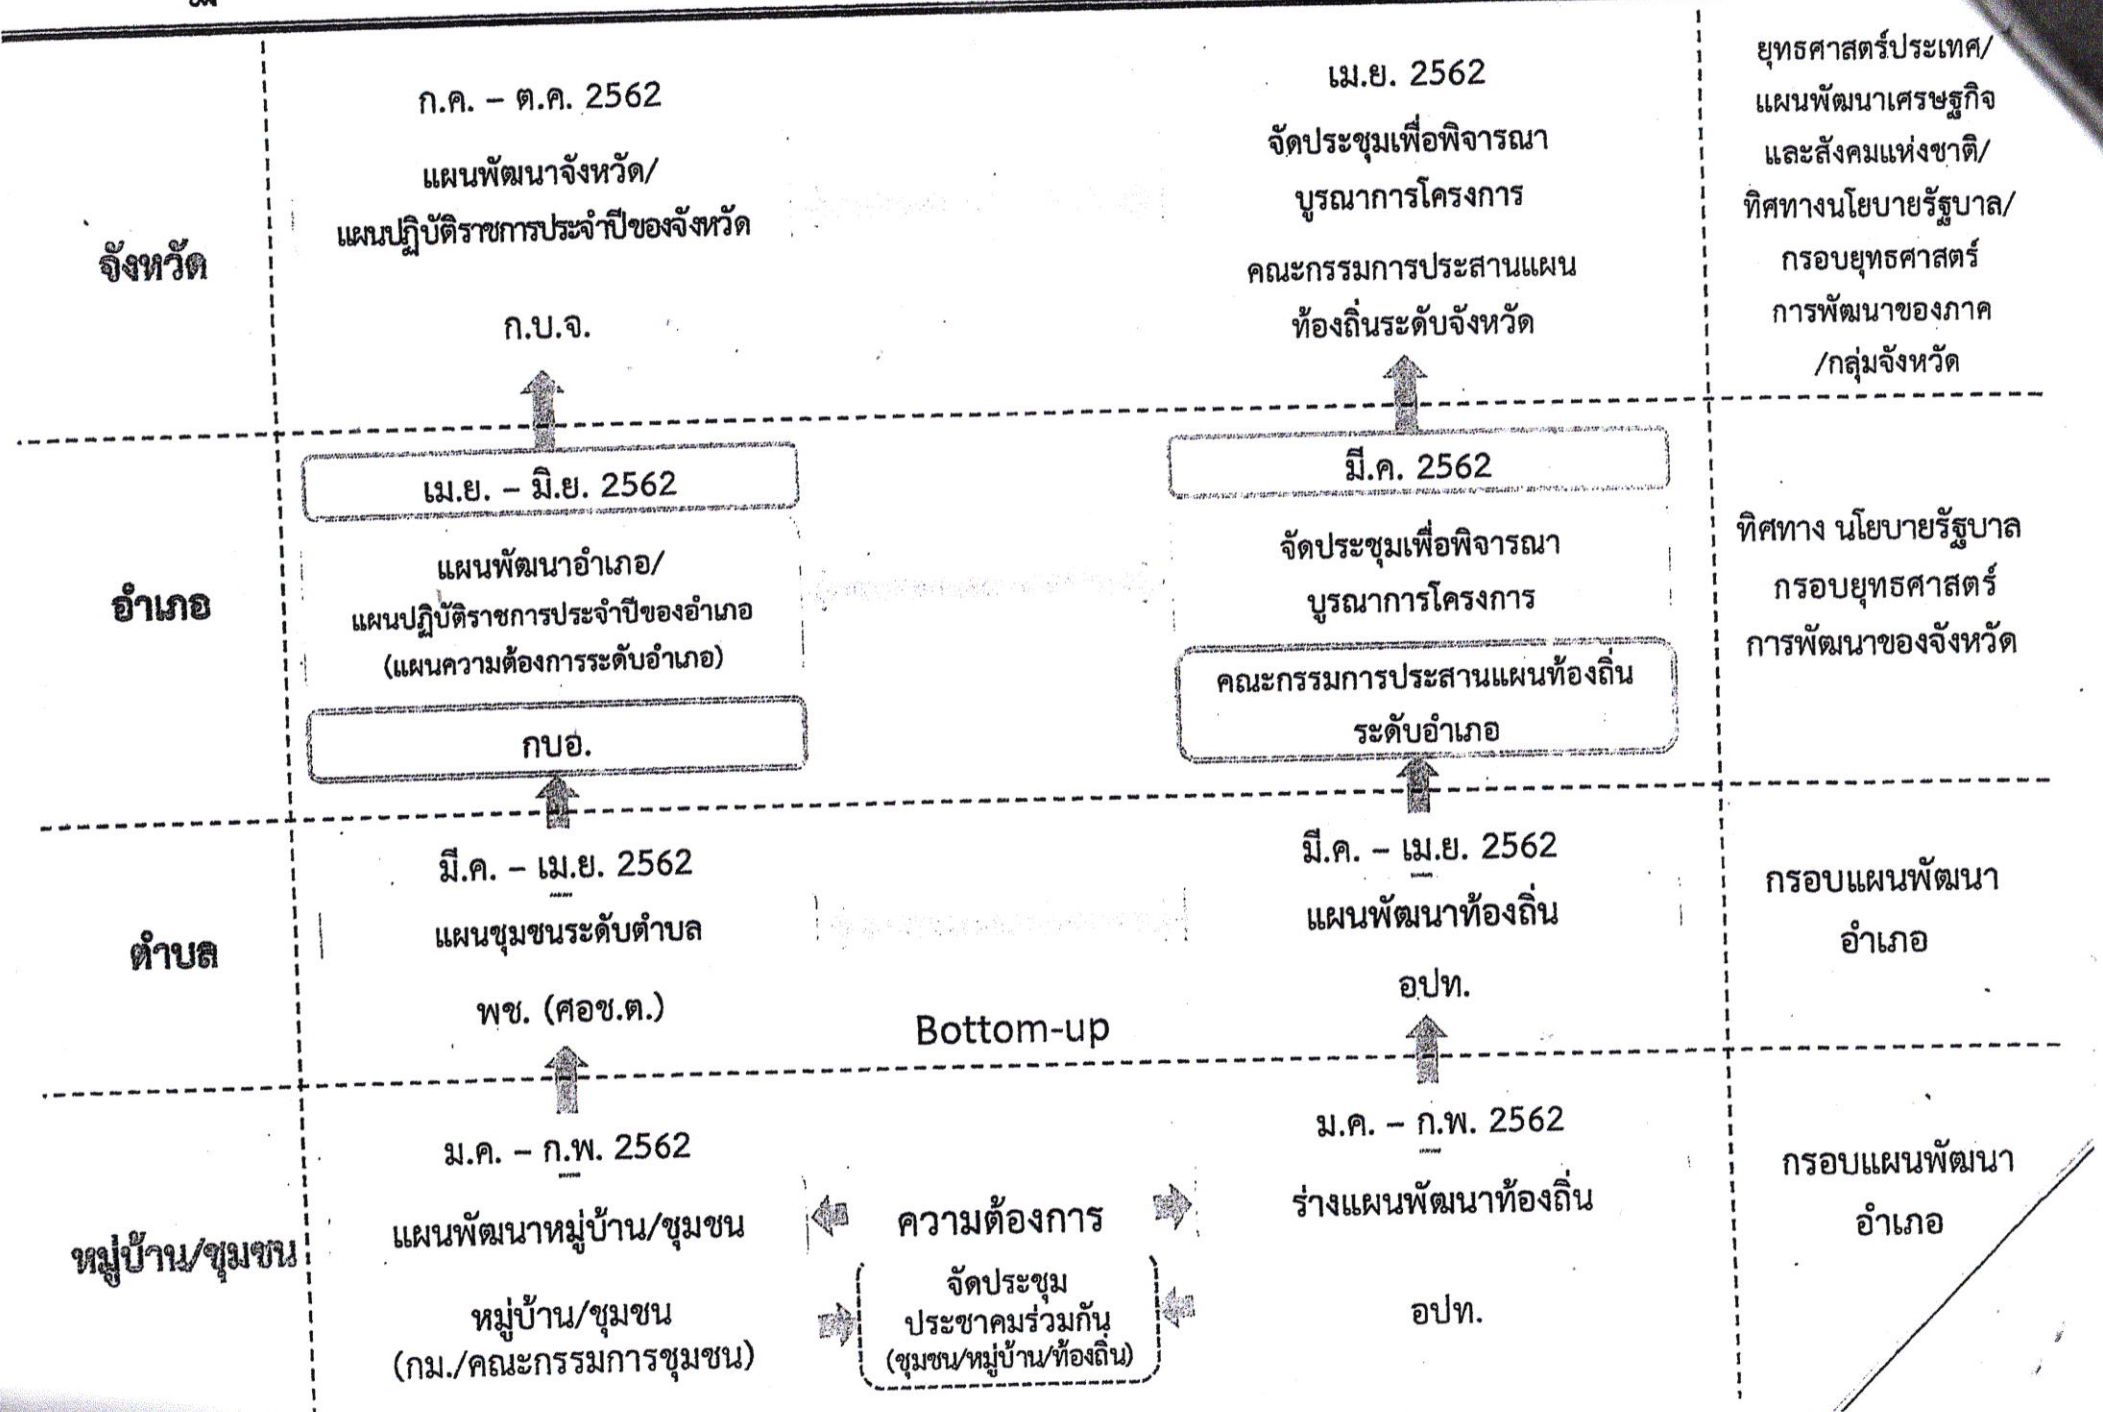 จังหวัด
ก.ค. – ต.ค. 2562
แผนพัฒนาจังหวัด/
แผนปฏิบัติราชการประจำปีของจังหวัด
ก.บ.จ.
เม.ย. 2562
จัดประชุมเพื่อพิจารณา
บูรณาการโครงการ
คณะกรรมการประสานแผน
ท้องถิ่นระดับจังหวัด
ยุทธศาสตร์ประเทศ/
แผนพัฒนาเศรษฐกิจ
และสังคมแห่งชาติ/
ทิศทางนโยบายรัฐบาล/
กรอบยุทธศาสตร์
การพัฒนาของภาค
/กลุ่มจังหวัด
อำเภอ
เม.ย. – มิ.ย. 2562
แผนพัฒนาอำเภอ/
แผนปฏิบัติราชการประจำปีของอำเภอ
(แผนความต้องการระดับอำเภอ)
กบอ.
มี.ค. 2562
จัดประชุมเพื่อพิจารณา
บูรณาการโครงการ
คณะกรรมการประสานแผนท้องถิ่น
ระดับอำเภอ
ทิศทาง นโยบายรัฐบาล
กรอบยุทธศาสตร์
การพัฒนาของจังหวัด
ตำบล
มี.ค. – เม.ย. 2562
แผนชุมชนระดับตำบล
พช. (ศอช.ต.)
Bottom-up
มี.ค. – เม.ย. 2562
แผนพัฒนาท้องถิ่น
อปท.
กรอบแผนพัฒนา
อำเภอ
หมู่บ้าน/ชุมชน
ม.ค. – ก.พ. 2562
แผนพัฒนาหมู่บ้าน/ชุมชน
หมู่บ้าน/ชุมชน
(กม./คณะกรรมการชุมชน)
ความต้องการ
จัดประชุม
ประชาคมร่วมกัน
(ชุมชน/หมู่บ้าน/ท้องถิ่น)
ม.ค. – ก.พ. 2562
ร่างแผนพัฒนาท้องถิ่น
อปท.
กรอบแผนพัฒนา
อำเภอ